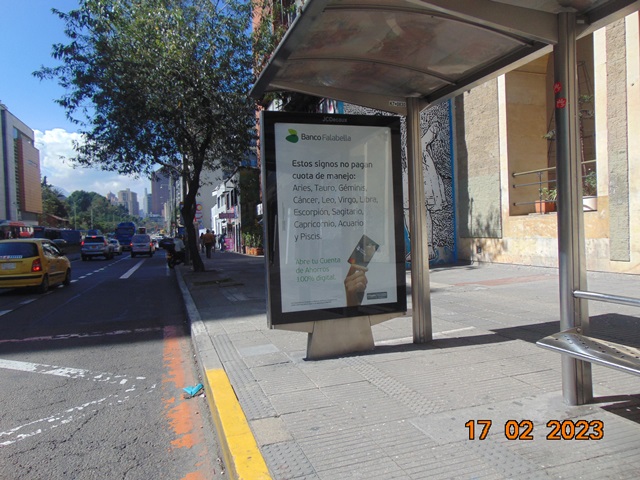 JCDecaux
Banco Falabella
Estos signos no pagan
cuota de manejo:
Aries, Tauro, Géminis,
Cáncer, Leo, Virgo, Libra,
Escorpión, Sagitario,
Capricornio, Acuario
y Piscis.
Abre tu Cuenta
de Ahorros
100% digital.
17 02 2023